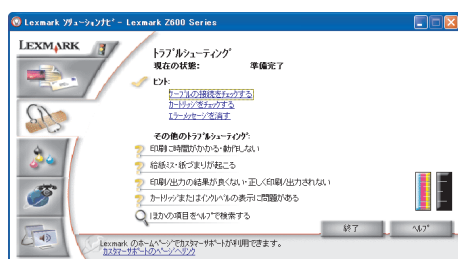 Lexmark ｿﾘｭｰｼｮﾝﾅﾋﾞ - Lexmark Z600 Series
LEXMARK
ﾄﾗﾌﾞﾙｼｭｰﾃｨﾝｸﾞ
現在の状態: 準備完了
ﾋﾝﾄ:
ｹｰﾌﾞﾙの接続をﾁｪｯｸする
ｶｰﾄﾘｯｼﾞをﾁｪｯｸする
ｴﾗｰﾒｯｾｰｼﾞを消す
その他のﾄﾗﾌﾞﾙｼｭｰﾃｨﾝｸﾞ:
印刷に時間がかかる・動作しない
給紙ﾐｽ・紙づまりが起こる
印刷/出力の結果が良くない・正しく印刷/出力されない
ｶｰﾄﾘｯｼﾞまたはｲﾝｸﾚﾍﾞﾙの表示に問題がある
ほかの項目をﾍﾙﾌﾟで検索する
終了 ﾍﾙﾌﾟ
Lexmark のﾎｰﾑﾍﾟｰｼﾞでｶｽﾀﾏｰｻﾎﾟｰﾄが利用できます。
ｶｽﾀﾏｰｻﾎﾟｰﾄのﾍﾟｰｼﾞへﾘﾝｸ